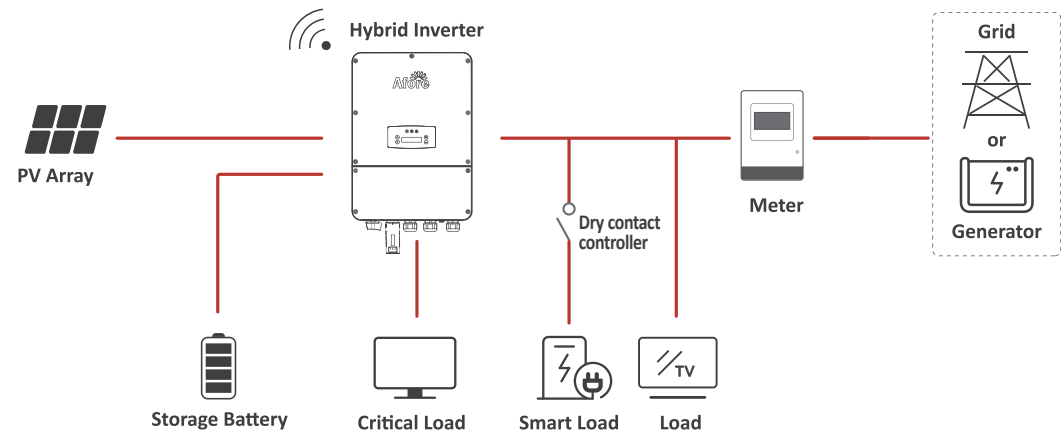 Hybrid Inverter
Afore
Grid
or
Generator
PV Array
Meter
Dry contact
controller
TV
Storage Battery
Critical Load
Smart Load
Load